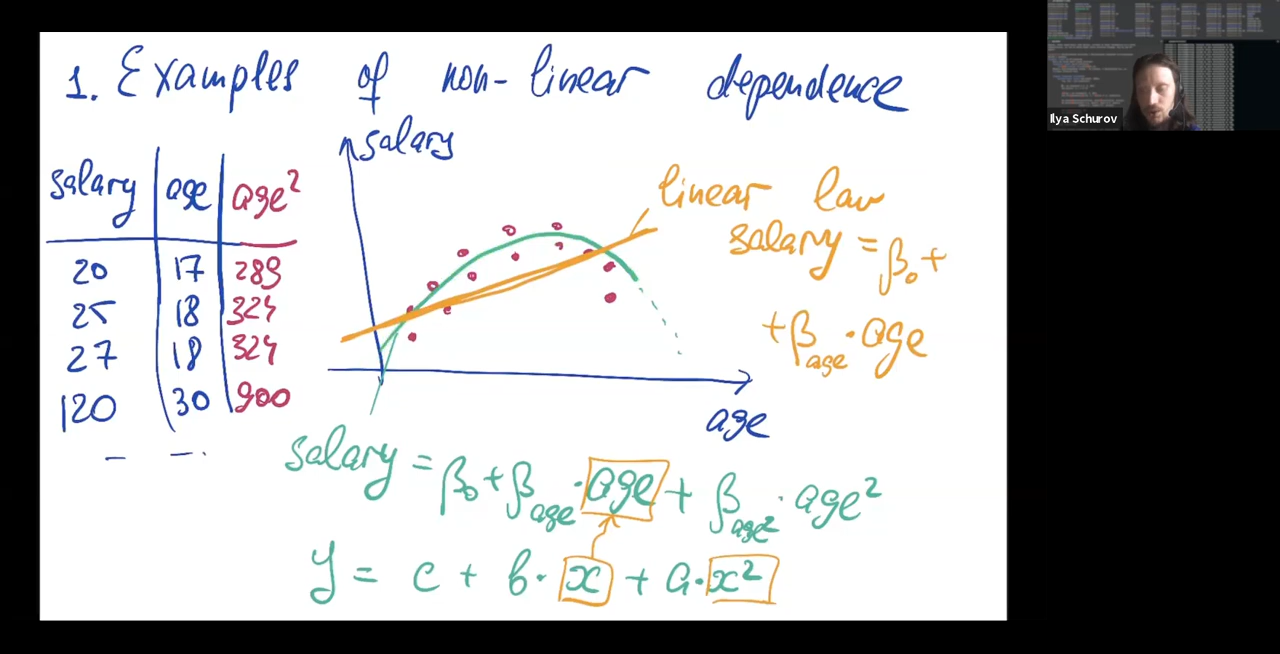 1. Examples of non-linear dependence
Ilya Schurov
salary
salary age age²
20 17 289
25 18 324
27 18 324
120 30 900
linear law
salary = β₀ +
+ β_age · age
age
salary = β₀ + β_age · age + β_age² · age²
y = c + b · x + a · x²